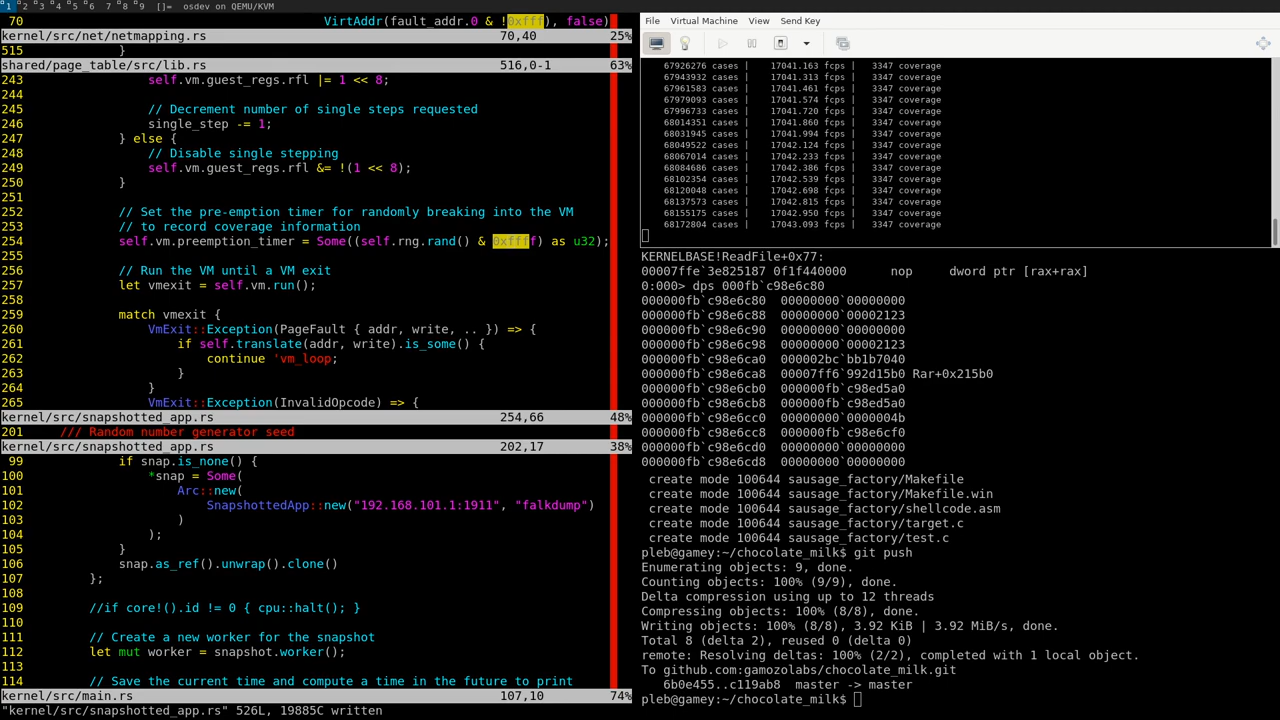 1 2 3 4 5 6 7 8 9 []= osdev on QEMU/KVM
70 VirtAddr(fault_addr.0 & !0xfff), false)
kernel/src/net/netmapping.rs 70,40 25%
515 }
shared/page_table/src/lib.rs 516,0-1 63%
243 self.vm.guest_regs.rfl |= 1 << 8;
244
245 // Decrement number of single steps requested
246 single_step -= 1;
247 } else {
248 // Disable single stepping
249 self.vm.guest_regs.rfl &= !(1 << 8);
250 }
251
252 // Set the pre-emption timer for randomly breaking into the VM
253 // to record coverage information
254 self.vm.preemption_timer = Some((self.rng.rand() & 0xffff) as u32);
255
256 // Run the VM until a VM exit
257 let vmexit = self.vm.run();
258
259 match vmexit {
260 VmExit::Exception(PageFault { addr, write, .. }) => {
261 if self.translate(addr, write).is_some() {
262 continue 'vm_loop;
263 }
264 }
265 VmExit::Exception(InvalidOpcode) => {
kernel/src/snapshotted_app.rs 254,66 48%
201 /// Random number generator seed
kernel/src/snapshotted_app.rs 202,17 38%
99 if snap.is_none() {
100 *snap = Some(
101 Arc::new(
102 SnapshottedApp::new("192.168.101.1:1911", "falkdump")
103 )
104 );
105 }
106 snap.as_ref().unwrap().clone()
107 };
108
109 //if core!().id != 0 { cpu::halt(); }
110
111 // Create a new worker for the snapshot
112 let mut worker = snapshot.worker();
113
114 // Save the current time and compute a time in the future to print
kernel/src/main.rs 107,10 74%
"kernel/src/snapshotted_app.rs" 526L, 19885C written
File Virtual Machine View Send Key
67926276 cases | 17041.163 fcps | 3347 coverage
67943932 cases | 17041.313 fcps | 3347 coverage
67961583 cases | 17041.461 fcps | 3347 coverage
67979093 cases | 17041.574 fcps | 3347 coverage
67996733 cases | 17041.720 fcps | 3347 coverage
68014351 cases | 17041.860 fcps | 3347 coverage
68031945 cases | 17041.994 fcps | 3347 coverage
68049522 cases | 17042.124 fcps | 3347 coverage
68067014 cases | 17042.233 fcps | 3347 coverage
68084686 cases | 17042.386 fcps | 3347 coverage
68102354 cases | 17042.539 fcps | 3347 coverage
68120048 cases | 17042.698 fcps | 3347 coverage
68137573 cases | 17042.815 fcps | 3347 coverage
68155175 cases | 17042.950 fcps | 3347 coverage
68172804 cases | 17043.093 fcps | 3347 coverage
KERNELBASE!ReadFile+0x77:
00007ffe`3e825187 0f1f440000 nop dword ptr [rax+rax]
0:000> dps 000fb`c98e6c80
000000fb`c98e6c80 00000000`00000000
000000fb`c98e6c88 00000000`00002123
000000fb`c98e6c90 00000000`00000000
000000fb`c98e6c98 00000000`00002123
000000fb`c98e6ca0 000002bc`bb1b7040
000000fb`c98e6ca8 00007ff6`992d15b0 Rar+0x215b0
000000fb`c98e6cb0 000000fb`c98ed5a0
000000fb`c98e6cb8 000000fb`c98ed5a0
000000fb`c98e6cc0 00000000`0000004b
000000fb`c98e6cc8 000000fb`c98e6cf0
000000fb`c98e6cd0 00000000`00000000
000000fb`c98e6cd8 00000000`00000000
create mode 100644 sausage_factory/Makefile
create mode 100644 sausage_factory/Makefile.win
create mode 100644 sausage_factory/shellcode.asm
create mode 100644 sausage_factory/target.c
create mode 100644 sausage_factory/test.c
pleb@gamey:~/chocolate_milk$ git push
Enumerating objects: 9, done.
Counting objects: 100% (9/9), done.
Delta compression using up to 12 threads
Compressing objects: 100% (8/8), done.
Writing objects: 100% (8/8), 3.92 KiB | 3.92 MiB/s, done.
Total 8 (delta 2), reused 0 (delta 0)
remote: Resolving deltas: 100% (2/2), completed with 1 local object.
To github.com:gamozolabs/chocolate_milk.git
6b0e455..c119ab8 master -> master
pleb@gamey:~/chocolate_milk$